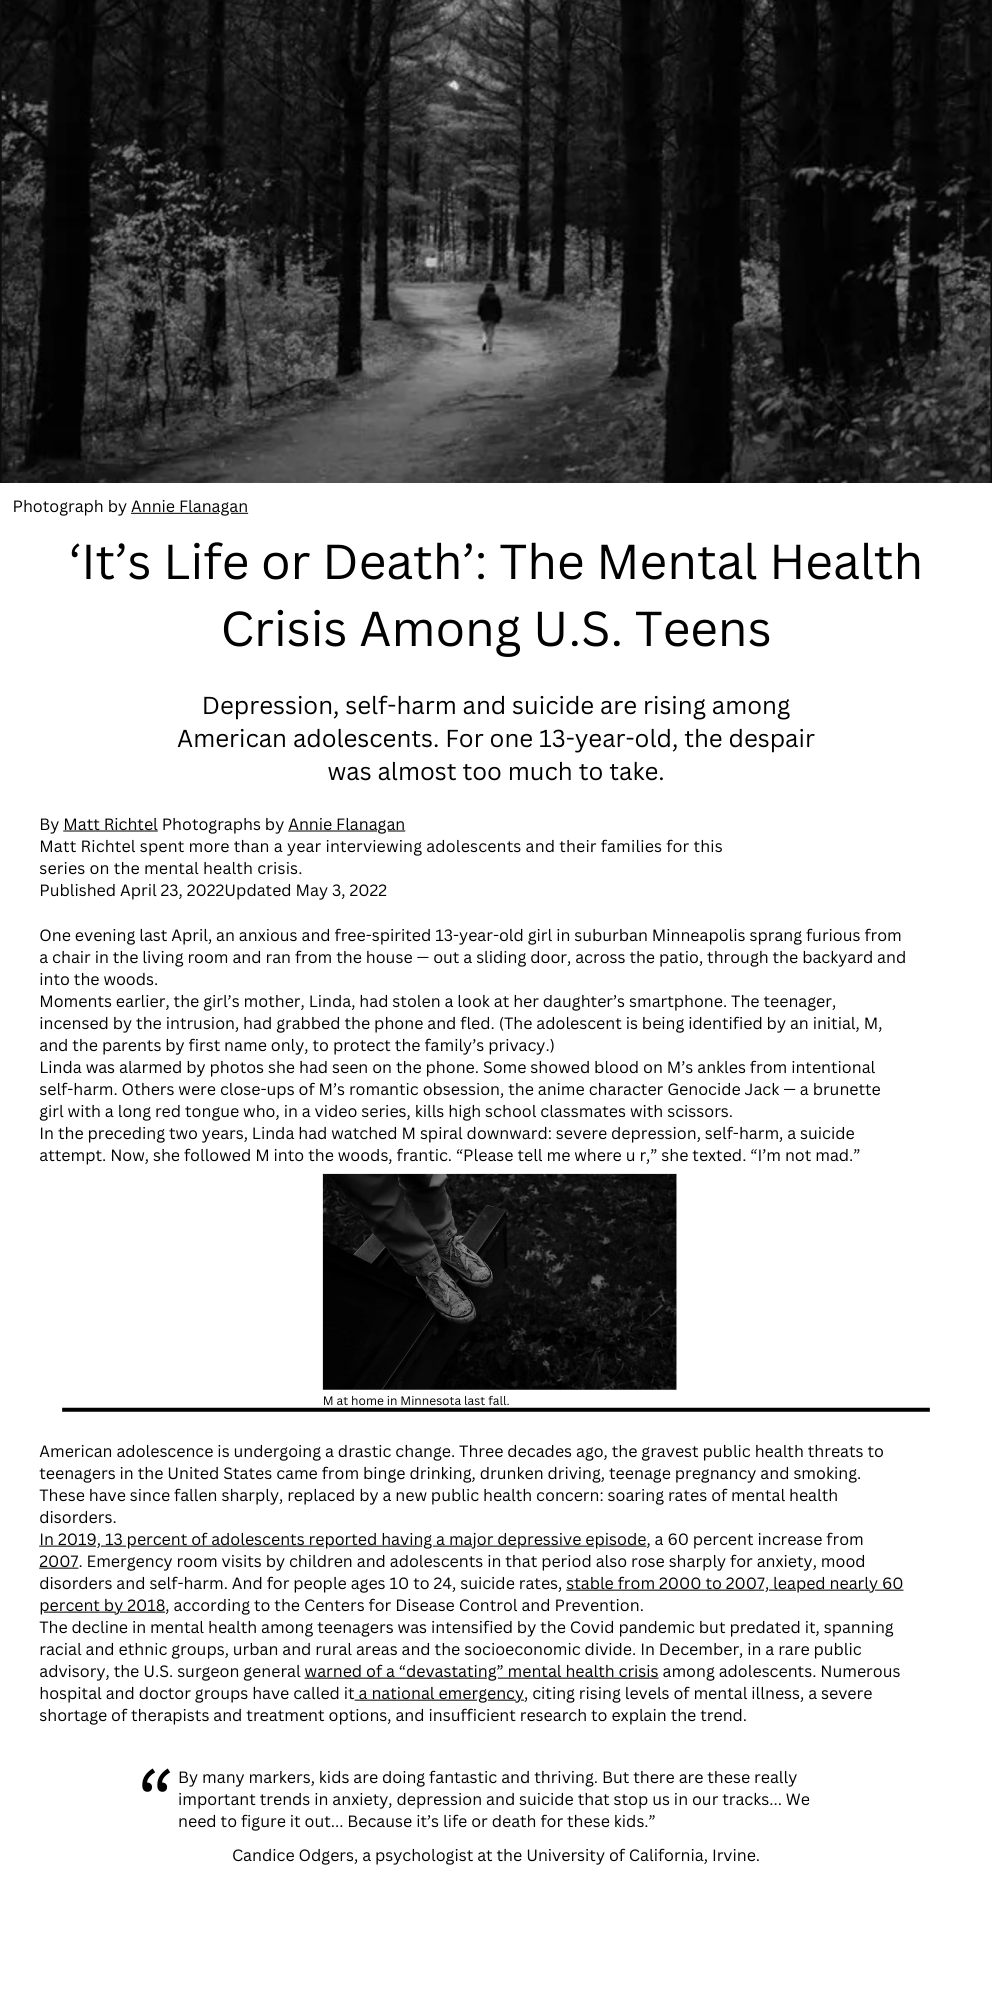 Photograph by Annie Flanagan
‘It’s Life or Death’: The Mental Health
Crisis Among U.S. Teens
Depression, self-harm and suicide are rising among
American adolescents. For one 13-year-old, the despair
was almost too much to take.
By Matt Richtel Photographs by Annie Flanagan
Matt Richtel spent more than a year interviewing adolescents and their families for this
series on the mental health crisis.
Published April 23, 2022Updated May 3, 2022
One evening last April, an anxious and free-spirited 13-year-old girl in suburban Minneapolis sprang furious from
a chair in the living room and ran from the house — out a sliding door, across the patio, through the backyard and
into the woods.
Moments earlier, the girl’s mother, Linda, had stolen a look at her daughter’s smartphone. The teenager,
incensed by the intrusion, had grabbed the phone and fled. (The adolescent is being identified by an initial, M,
and the parents by first name only, to protect the family’s privacy.)
Linda was alarmed by photos she had seen on the phone. Some showed blood on M’s ankles from intentional
self-harm. Others were close-ups of M’s romantic obsession, the anime character Genocide Jack — a brunette
girl with a long red tongue who, in a video series, kills high school classmates with scissors.
In the preceding two years, Linda had watched M spiral downward: severe depression, self-harm, a suicide
attempt. Now, she followed M into the woods, frantic. “Please tell me where u r,” she texted. “I’m not mad.”
M at home in Minnesota last fall.
American adolescence is undergoing a drastic change. Three decades ago, the gravest public health threats to
teenagers in the United States came from binge drinking, drunken driving, teenage pregnancy and smoking.
These have since fallen sharply, replaced by a new public health concern: soaring rates of mental health
disorders.
In 2019, 13 percent of adolescents reported having a major depressive episode, a 60 percent increase from
2007. Emergency room visits by children and adolescents in that period also rose sharply for anxiety, mood
disorders and self-harm. And for people ages 10 to 24, suicide rates, stable from 2000 to 2007, leaped nearly 60
percent by 2018, according to the Centers for Disease Control and Prevention.
The decline in mental health among teenagers was intensified by the Covid pandemic but predated it, spanning
racial and ethnic groups, urban and rural areas and the socioeconomic divide. In December, in a rare public
advisory, the U.S. surgeon general warned of a “devastating” mental health crisis among adolescents. Numerous
hospital and doctor groups have called it a national emergency, citing rising levels of mental illness, a severe
shortage of therapists and treatment options, and insufficient research to explain the trend.
“ By many markers, kids are doing fantastic and thriving. But there are these really
important trends in anxiety, depression and suicide that stop us in our tracks... We
need to figure it out... Because it’s life or death for these kids.”
Candice Odgers, a psychologist at the University of California, Irvine.